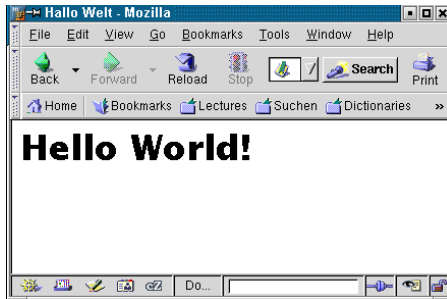 Hallo Welt - Mozilla
File Edit View Go Bookmarks Tools Window Help
Back Forward Reload Stop Search Print
Home Bookmarks Lectures Suchen Dictionaries »
Hello World!
Do...